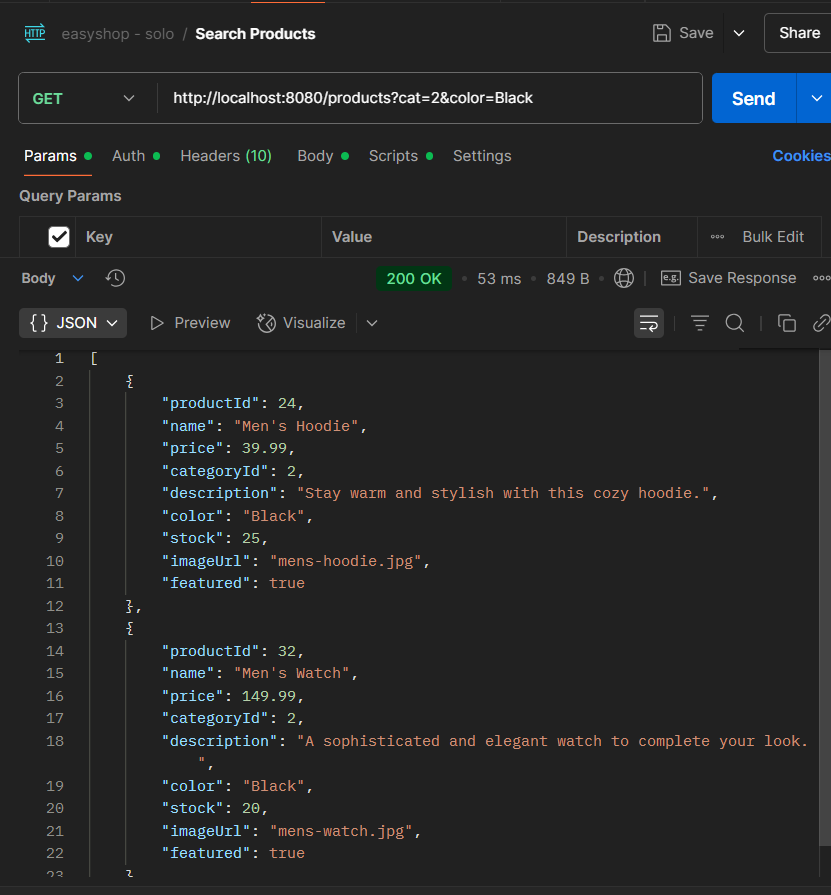 HTTP easyshop - solo / Search Products Save Share
GET http://localhost:8080/products?cat=2&color=Black Send
Params Auth Headers (10) Body Scripts Settings Cookies
Query Params
Key Value Description Bulk Edit
Body 200 OK 53 ms 849 B e.g. Save Response
{} JSON Preview Visualize
1 [
2 {
3 "productId": 24,
4 "name": "Men's Hoodie",
5 "price": 39.99,
6 "categoryId": 2,
7 "description": "Stay warm and stylish with this cozy hoodie.",
8 "color": "Black",
9 "stock": 25,
10 "imageUrl": "mens-hoodie.jpg",
11 "featured": true
12 },
13 {
14 "productId": 32,
15 "name": "Men's Watch",
16 "price": 149.99,
17 "categoryId": 2,
18 "description": "A sophisticated and elegant watch to complete your look.
",
19 "color": "Black",
20 "stock": 20,
21 "imageUrl": "mens-watch.jpg",
22 "featured": true
23 }